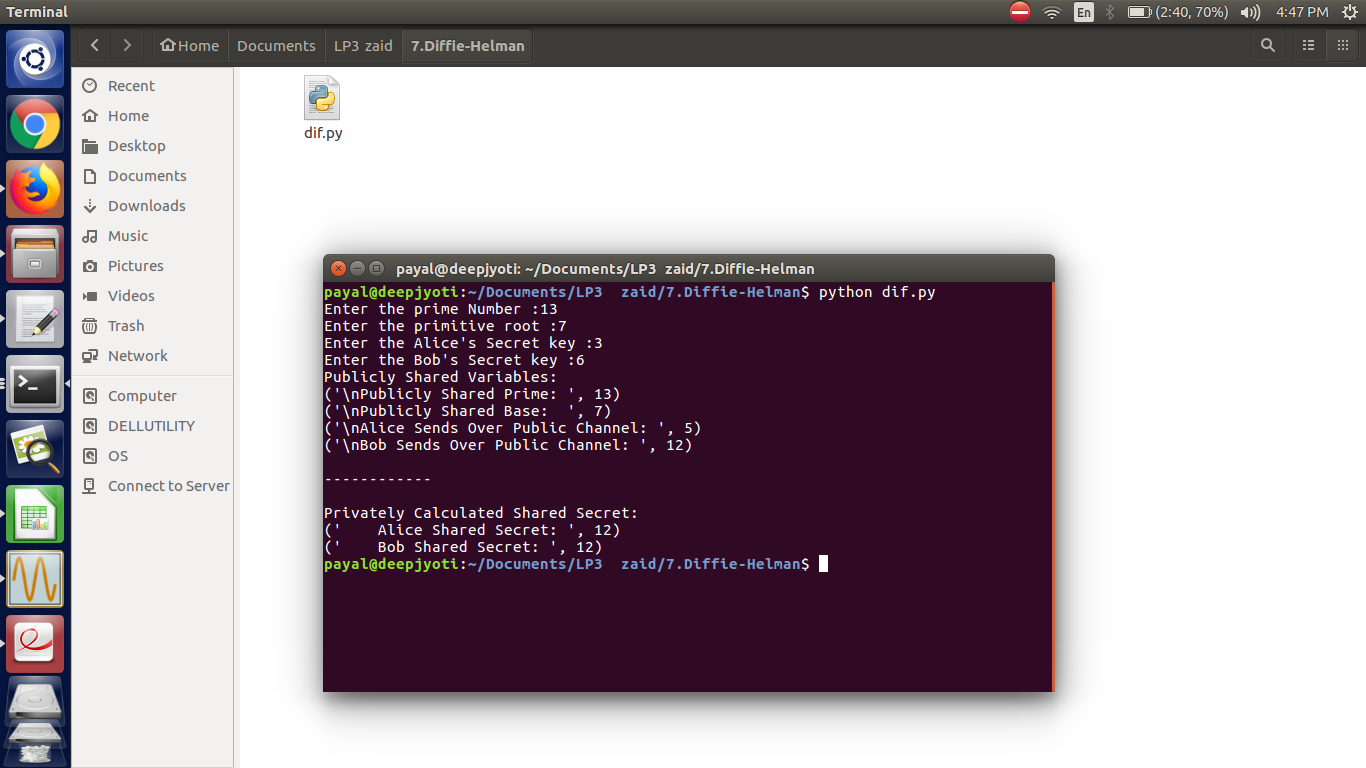 Terminal
En
(2:40, 70%)
4:47 PM
Home
Documents
LP3 zaid
7.Diffie-Helman
Recent
Home
Desktop
Documents
Downloads
Music
Pictures
Videos
Trash
Network
Computer
DELLUTILITY
OS
Connect to Server
dif.py
payal@deepjyoti: ~/Documents/LP3  zaid/7.Diffie-Helman
payal@deepjyoti:~/Documents/LP3  zaid/7.Diffie-Helman$ python dif.py
Enter the prime Number :13
Enter the primitive root :7
Enter the Alice's Secret key :3
Enter the Bob's Secret key :6
Publicly Shared Variables:
('\nPublicly Shared Prime: ', 13)
('\nPublicly Shared Base:  ', 7)
('\nAlice Sends Over Public Channel: ', 5)
('\nBob Sends Over Public Channel: ', 12)
------------
Privately Calculated Shared Secret:
('    Alice Shared Secret: ', 12)
('    Bob Shared Secret: ', 12)
payal@deepjyoti:~/Documents/LP3  zaid/7.Diffie-Helman$